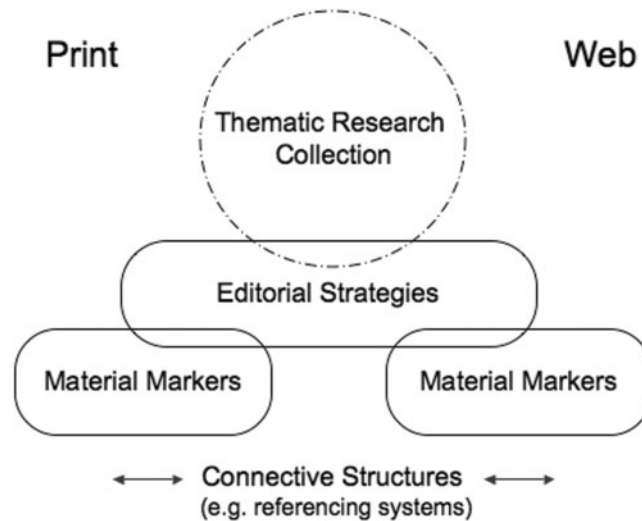 Print
Web
Thematic Research
Collection
Editorial Strategies
Material Markers
Material Markers
Connective Structures
(e.g. referencing systems)